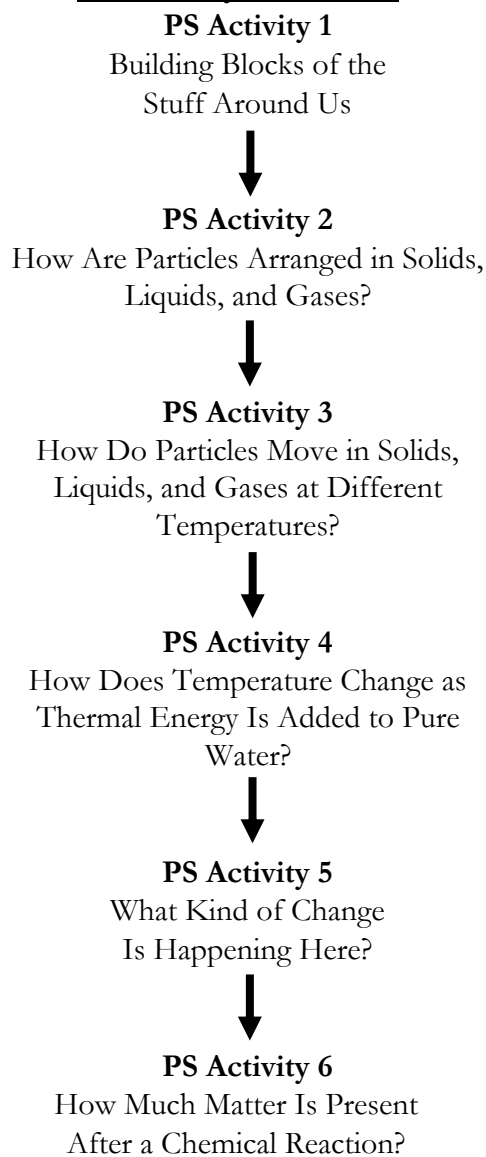 PS Activity 1
Building Blocks of the
Stuff Around Us
PS Activity 2
How Are Particles Arranged in Solids,
Liquids, and Gases?
PS Activity 3
How Do Particles Move in Solids,
Liquids, and Gases at Different
Temperatures?
PS Activity 4
How Does Temperature Change as
Thermal Energy Is Added to Pure
Water?
PS Activity 5
What Kind of Change
Is Happening Here?
PS Activity 6
How Much Matter Is Present
After a Chemical Reaction?